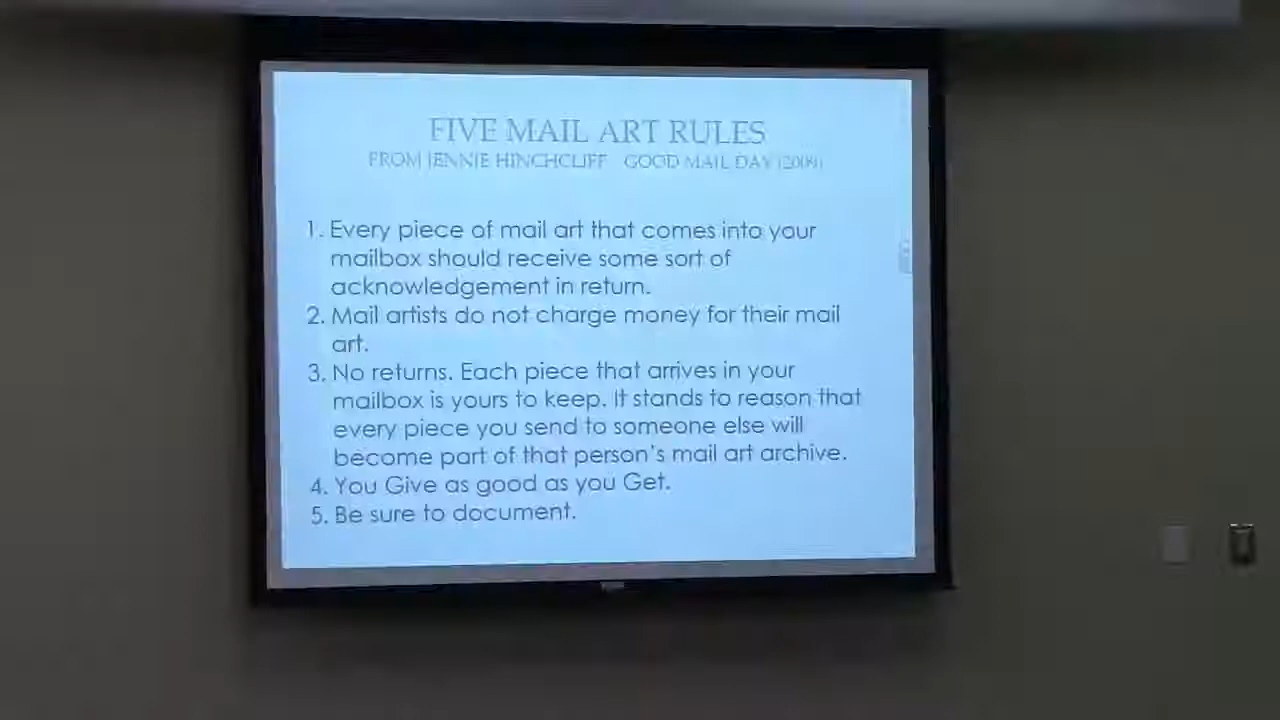 FIVE MAIL ART RULES
FROM JENNIE HINCHCLIFF GOOD MAIL DAY (2009)
1. Every piece of mail art that comes into your
mailbox should receive some sort of
acknowledgement in return.
2. Mail artists do not charge money for their mail
art.
3. No returns. Each piece that arrives in your
mailbox is yours to keep. It stands to reason that
every piece you send to someone else will
become part of that person's mail art archive.
4. You Give as good as you Get.
5. Be sure to document.